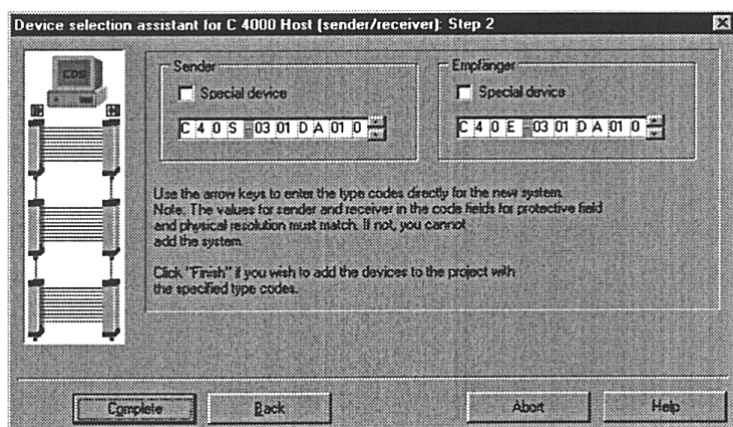 Device selection assistant for C 4000 Host (sender/receiver): Step 2
CDS
Sender
Special device
C 4 0 S - 03 01 D A 01 0
Empfänger
Special device
C 4 0 E - 03 01 D A 01 0
Use the arrow keys to enter the type codes directly for the new system.
Note: The values for sender and receiver in the code fields for protective field
and physical resolution must match. If not, you cannot
add the system.
Click "Finish" if you wish to add the devices to the project with
the specified type codes.
Complete
Back
Abort
Help